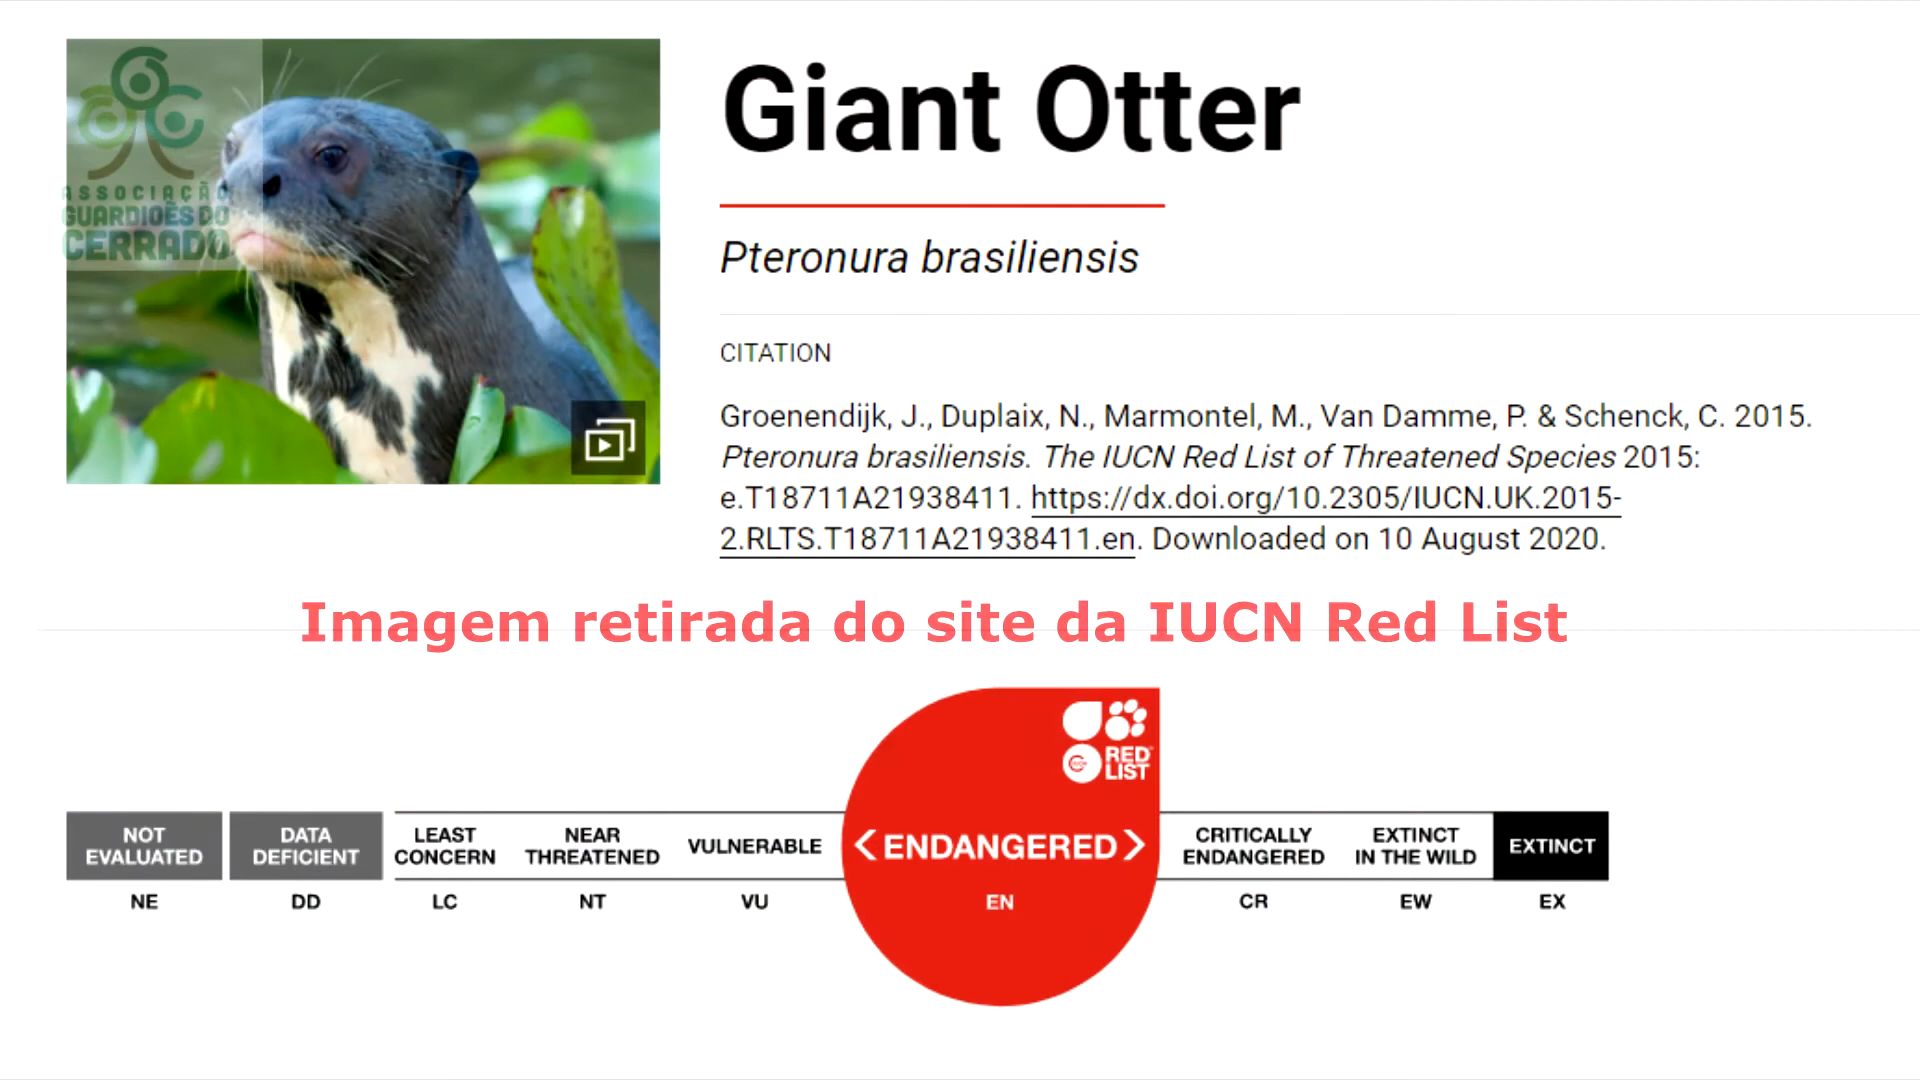 ASSOCIAÇÃO
GUARDIÕES DO
CERRADO
Giant Otter
Pteronura brasiliensis
CITATION
Groenendijk, J., Duplaix, N., Marmontel, M., Van Damme, P. & Schenck, C. 2015.
Pteronura brasiliensis. The IUCN Red List of Threatened Species 2015:
e.T18711A21938411. https://dx.doi.org/10.2305/IUCN.UK.2015-
2.RLTS.T18711A21938411.en. Downloaded on 10 August 2020.
Imagem retirada do site da IUCN Red List
RED
LIST
NOT
EVALUATED
NE
DATA
DEFICIENT
DD
LEAST
CONCERN
LC
NEAR
THREATENED
NT
VULNERABLE
VU
<ENDANGERED>
EN
CRITICALLY
ENDANGERED
CR
EXTINCT
IN THE WILD
EW
EXTINCT
EX